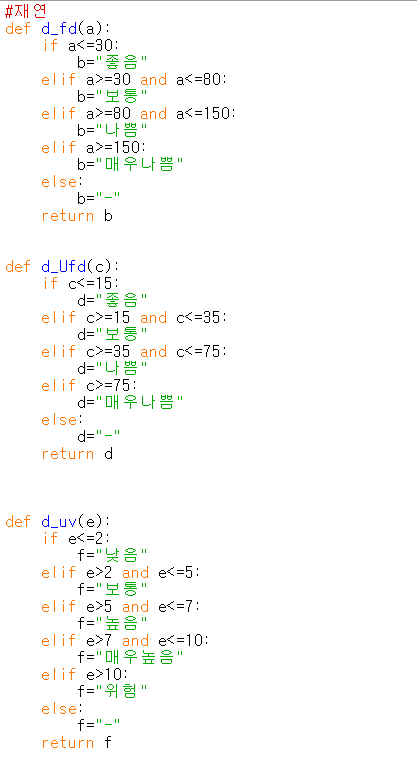 #재연
def d_fd(a):
    if a<=30:
        b="좋음"
    elif a>=30 and a<=80:
        b="보통"
    elif a>=80 and a<=150:
        b="나쁨"
    elif a>=150:
        b="매우나쁨"
    else:
        b="-"
    return b
def d_Ufd(c):
    if c<=15:
        d="좋음"
    elif c>=15 and c<=35:
        d="보통"
    elif c>=35 and c<=75:
        d="나쁨"
    elif c>=75:
        d="매우나쁨"
    else:
        d="-"
    return d
def d_uv(e):
    if e<=2:
        f="낮음"
    elif e>2 and e<=5:
        f="보통"
    elif e>5 and e<=7:
        f="높음"
    elif e>7 and e<=10:
        f="매우높음"
    elif e>10:
        f="위험"
    else:
        f="-"
    return f